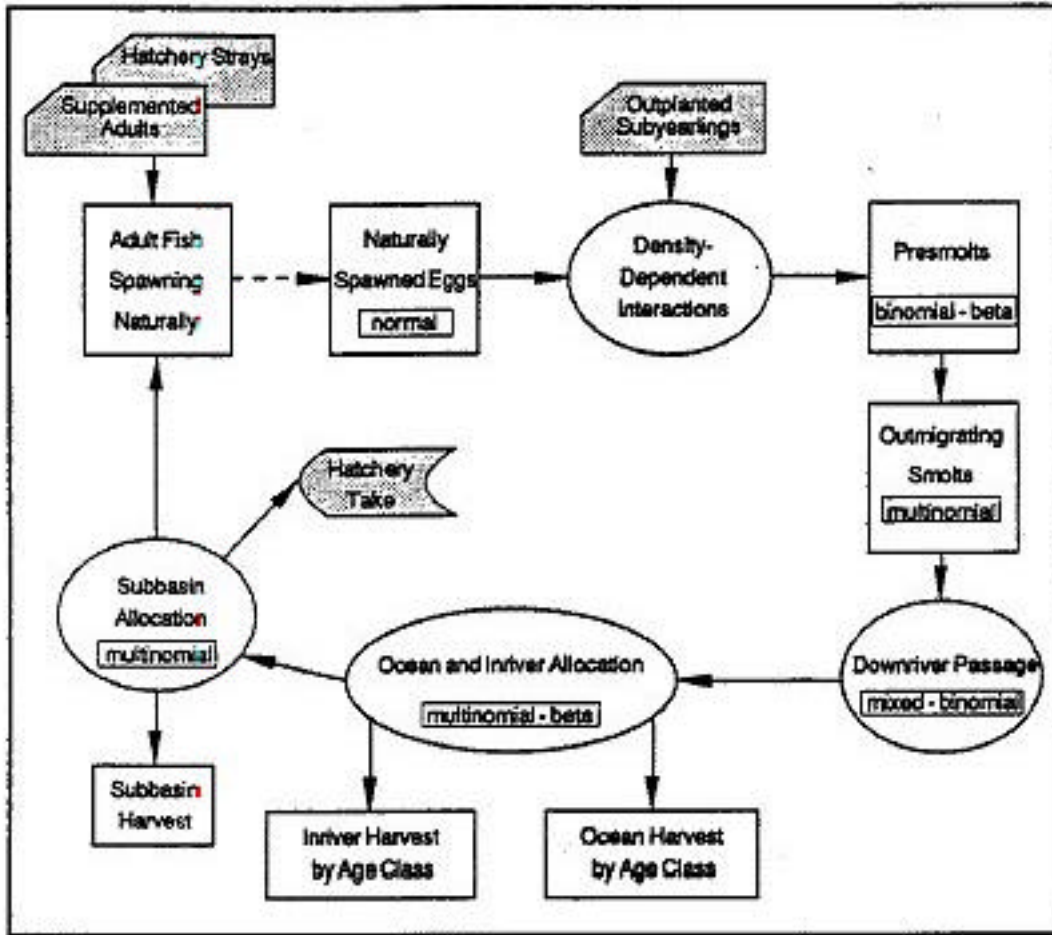 Hatchery Strays
Supplemented
Adults
Outplanted
Subyearlings
Adult Fish
Spawning
Naturally
Naturally
Spawned Eggs
normal
Density-
Dependent
Interactions
Presmolts
binomial - beta
Outmigrating
Smolts
multinomial
Hatchery
Take
Subbasin
Allocation
multinomial
Ocean and Inriver Allocation
multinomial - beta
Downriver Passage
mixed - binomial
Subbasin
Harvest
Inriver Harvest
by Age Class
Ocean Harvest
by Age Class